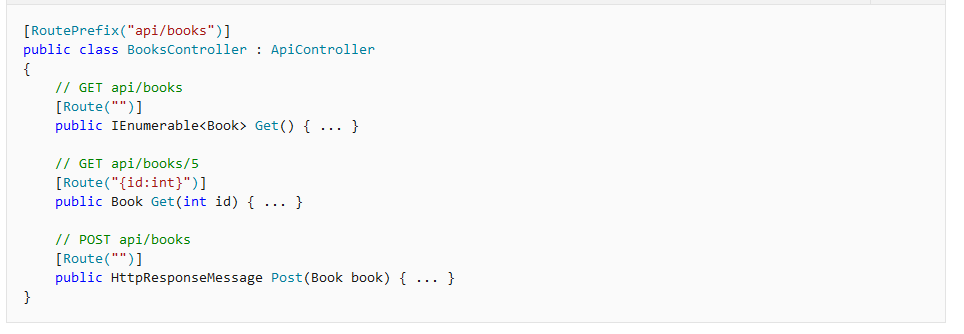 [RoutePrefix("api/books")]
public class BooksController : ApiController
{
    // GET api/books
    [Route("")]
    public IEnumerable<Book> Get() { ... }

    // GET api/books/5
    [Route("{id:int}")]
    public Book Get(int id) { ... }

    // POST api/books
    [Route("")]
    public HttpResponseMessage Post(Book book) { ... }
}